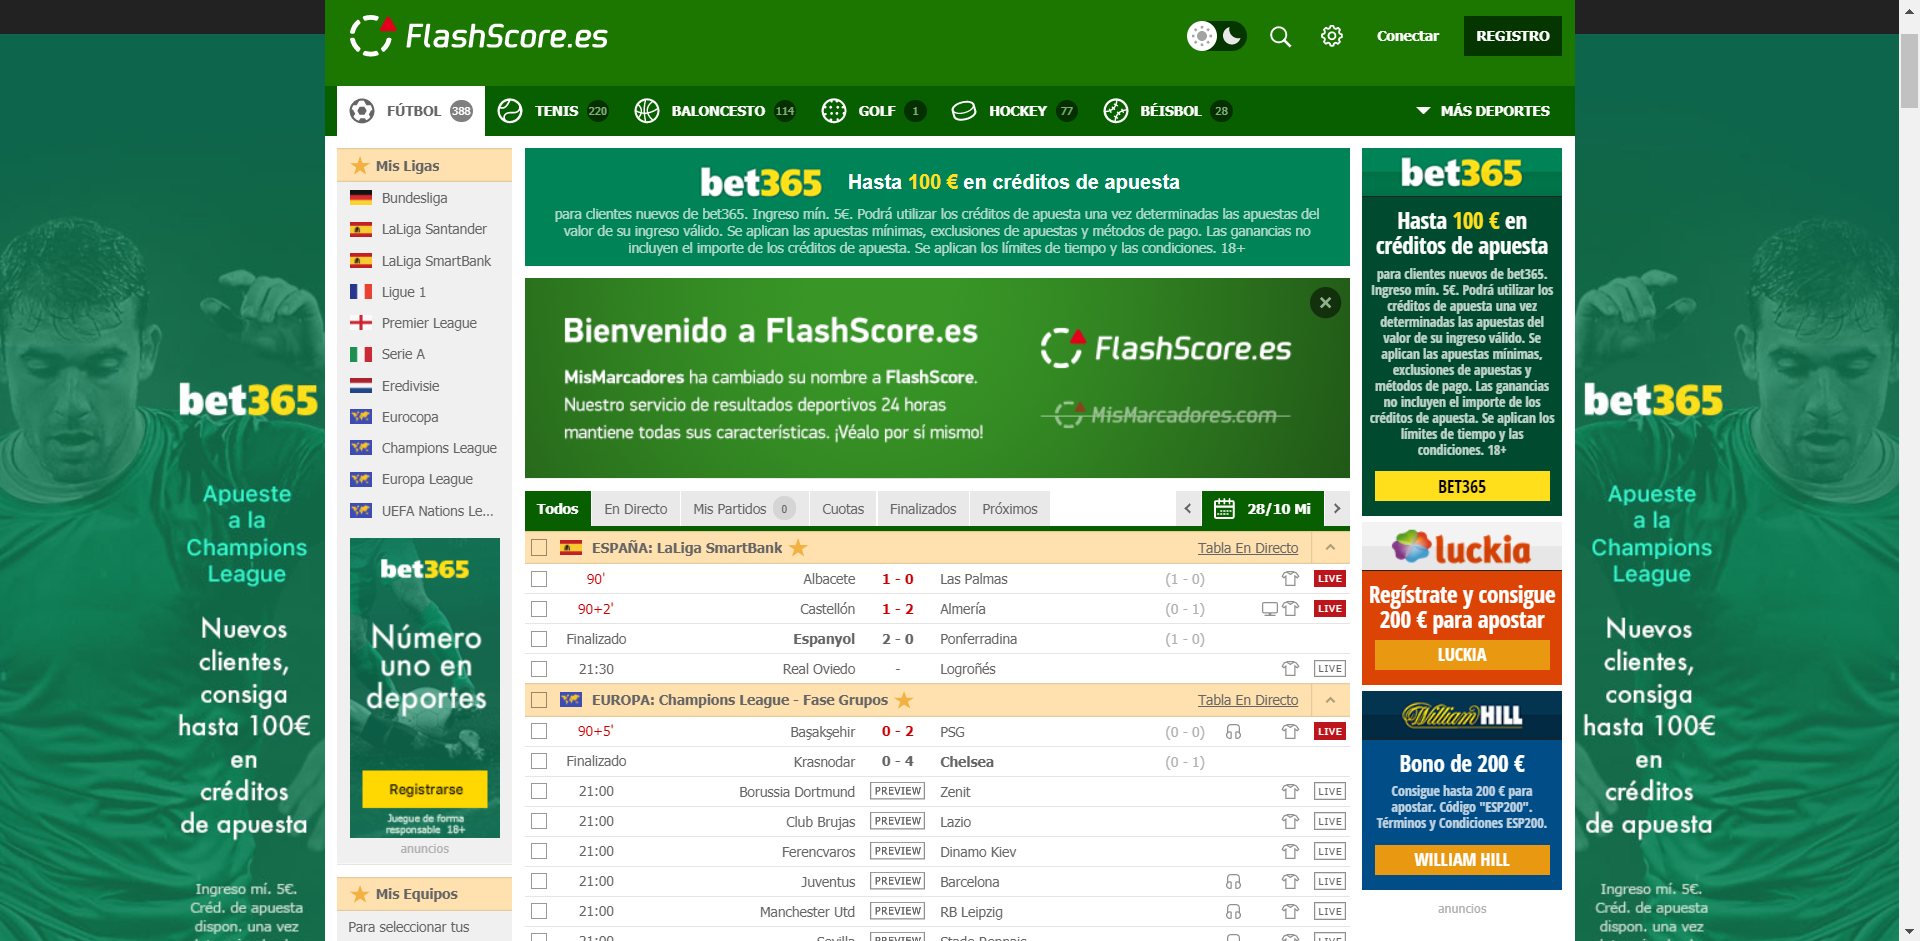 FlashScore.es
Conectar
REGISTRO
FÚTBOL 388
TENIS 220
BALONCESTO 114
GOLF 1
HOCKEY 77
BÉISBOL 28
MÁS DEPORTES
bet365
Apueste
a la
Champions
League
Nuevos
clientes,
consiga
hasta 100€
en
créditos
de apuesta
Ingreso mí. 5€.
Créd. de apuesta
dispon. una vez
Mis Ligas
Bundesliga
LaLiga Santander
LaLiga SmartBank
Ligue 1
Premier League
Serie A
Eredivisie
Eurocopa
Champions League
Europa League
UEFA Nations Le...
bet365
Número
uno en
deportes
Registrarse
Juegue de forma
responsable 18+
anuncios
Mis Equipos
Para seleccionar tus
bet365 Hasta 100 € en créditos de apuesta
para clientes nuevos de bet365. Ingreso mín. 5€. Podrá utilizar los créditos de apuesta una vez determinadas las apuestas del
valor de su ingreso válido. Se aplican las apuestas mínimas, exclusiones de apuestas y métodos de pago. Las ganancias no
incluyen el importe de los créditos de apuesta. Se aplican los límites de tiempo y las condiciones. 18+
Bienvenido a FlashScore.es
MisMarcadores ha cambiado su nombre a FlashScore.
Nuestro servicio de resultados deportivos 24 horas
mantiene todas sus características. ¡Véalo por sí mismo!
FlashScore.es
MisMarcadores.com
Todos En Directo Mis Partidos 0 Cuotas Finalizados Próximos 28/10 Mi
ESPAÑA: LaLiga SmartBank Tabla En Directo
90' Albacete 1 - 0 Las Palmas (1 - 0) LIVE
90+2' Castellón 1 - 2 Almería (0 - 1) LIVE
Finalizado Espanyol 2 - 0 Ponferradina (1 - 0)
21:30 Real Oviedo - Logroñés LIVE
EUROPA: Champions League - Fase Grupos Tabla En Directo
90+5' Başakşehir 0 - 2 PSG (0 - 0) LIVE
Finalizado Krasnodar 0 - 4 Chelsea (0 - 1)
21:00 Borussia Dortmund PREVIEW Zenit LIVE
21:00 Club Brujas PREVIEW Lazio LIVE
21:00 Ferencvaros PREVIEW Dinamo Kiev LIVE
21:00 Juventus PREVIEW Barcelona LIVE
21:00 Manchester Utd PREVIEW RB Leipzig LIVE
21:00 Sevilla PREVIEW Stade Rennais LIVE
bet365
Hasta 100 € en
créditos de apuesta
para clientes nuevos de bet365.
Ingreso mín. 5€. Podrá utilizar los
créditos de apuesta una vez
determinadas las apuestas del
valor de su ingreso válido. Se
aplican las apuestas mínimas,
exclusiones de apuestas y
métodos de pago. Las ganancias
no incluyen el importe de los
créditos de apuesta. Se aplican los
límites de tiempo y las
condiciones. 18+
BET365
luckia
Regístrate y consigue
200 € para apostar
LUCKIA
William HILL
Bono de 200 €
Consigue hasta 200 € para
apostar. Código "ESP200".
Términos y Condiciones ESP200.
WILLIAM HILL
anuncios
bet365
Apueste
a la
Champions
League
Nuevos
clientes,
consiga
hasta 100€
en
créditos
de apuesta
Ingreso mí. 5€.
Créd. de apuesta
dispon. una vez